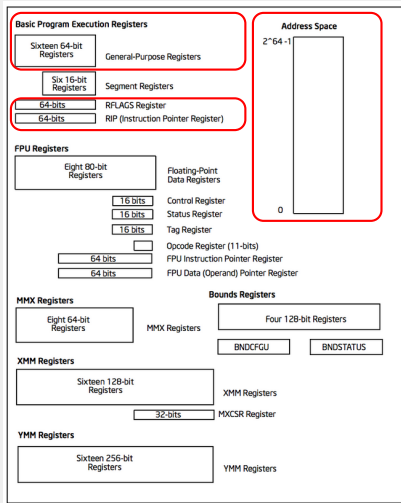 Basic Program Execution Registers
Address Space
2^64 -1
Sixteen 64-bit
Registers
General-Purpose Registers
Six 16-bit
Registers
Segment Registers
64-bits
RFLAGS Register
64-bits
RIP (Instruction Pointer Register)
0
FPU Registers
Eight 80-bit
Registers
Floating-Point
Data Registers
16 bits
Control Register
16 bits
Status Register
16 bits
Tag Register
Opcode Register (11-bits)
64 bits
FPU Instruction Pointer Register
64 bits
FPU Data (Operand) Pointer Register
MMX Registers
Bounds Registers
Eight 64-bit
Registers
MMX Registers
Four 128-bit Registers
BNDCFGU
BNDSTATUS
XMM Registers
Sixteen 128-bit
Registers
XMM Registers
32-bits
MXCSR Register
YMM Registers
Sixteen 256-bit
Registers
YMM Registers